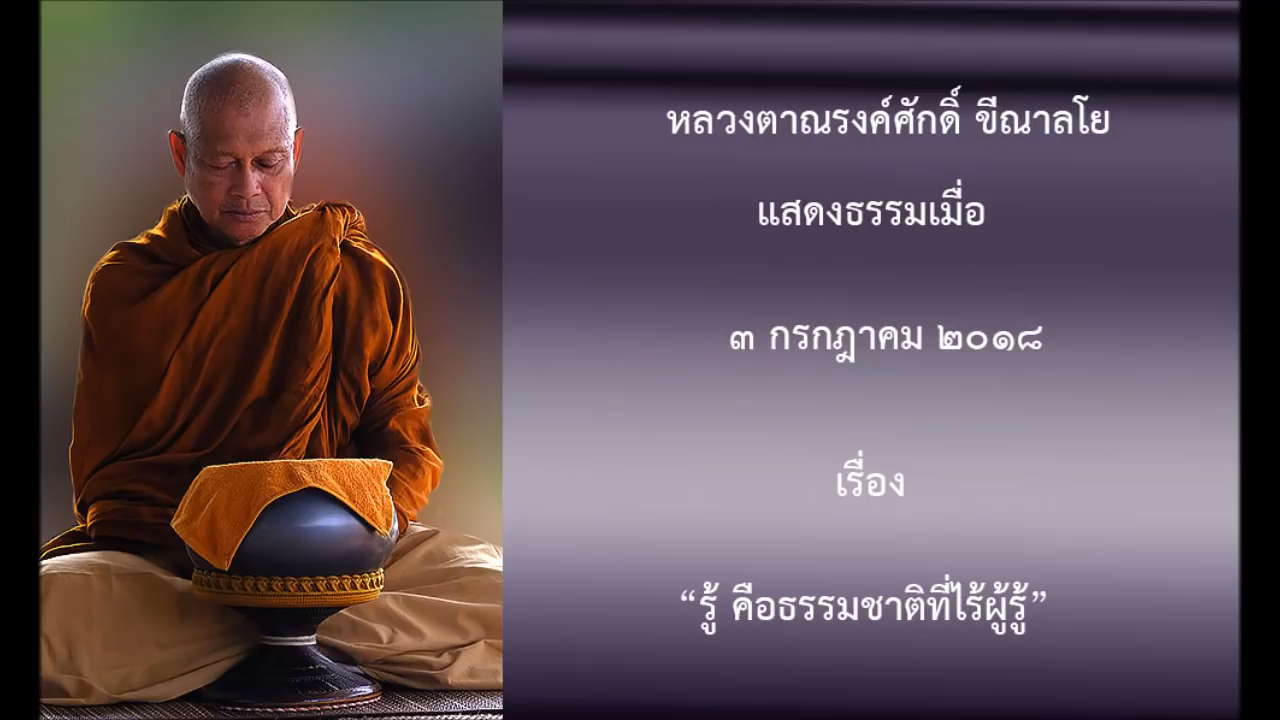 หลวงตาณรงค์ศักดิ์ ขีณาลโย
แสดงธรรมเมื่อ
๓ กรกฎาคม ๒๐๑๘
เรื่อง
“รู้ คือธรรมชาติที่ไร้ผู้รู้”